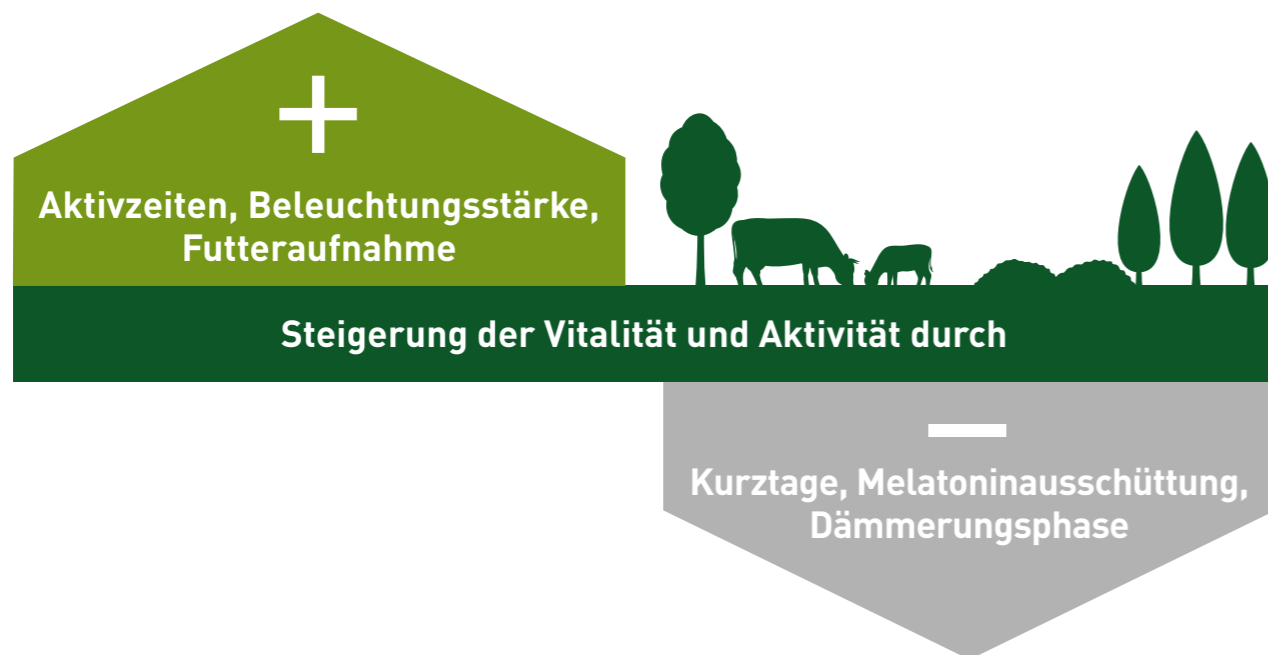 +
Aktivzeiten, Beleuchtungsstärke,
Futteraufnahme
Steigerung der Vitalität und Aktivität durch
—
Kurztage, Melatoninausschüttung,
Dämmerungsphase